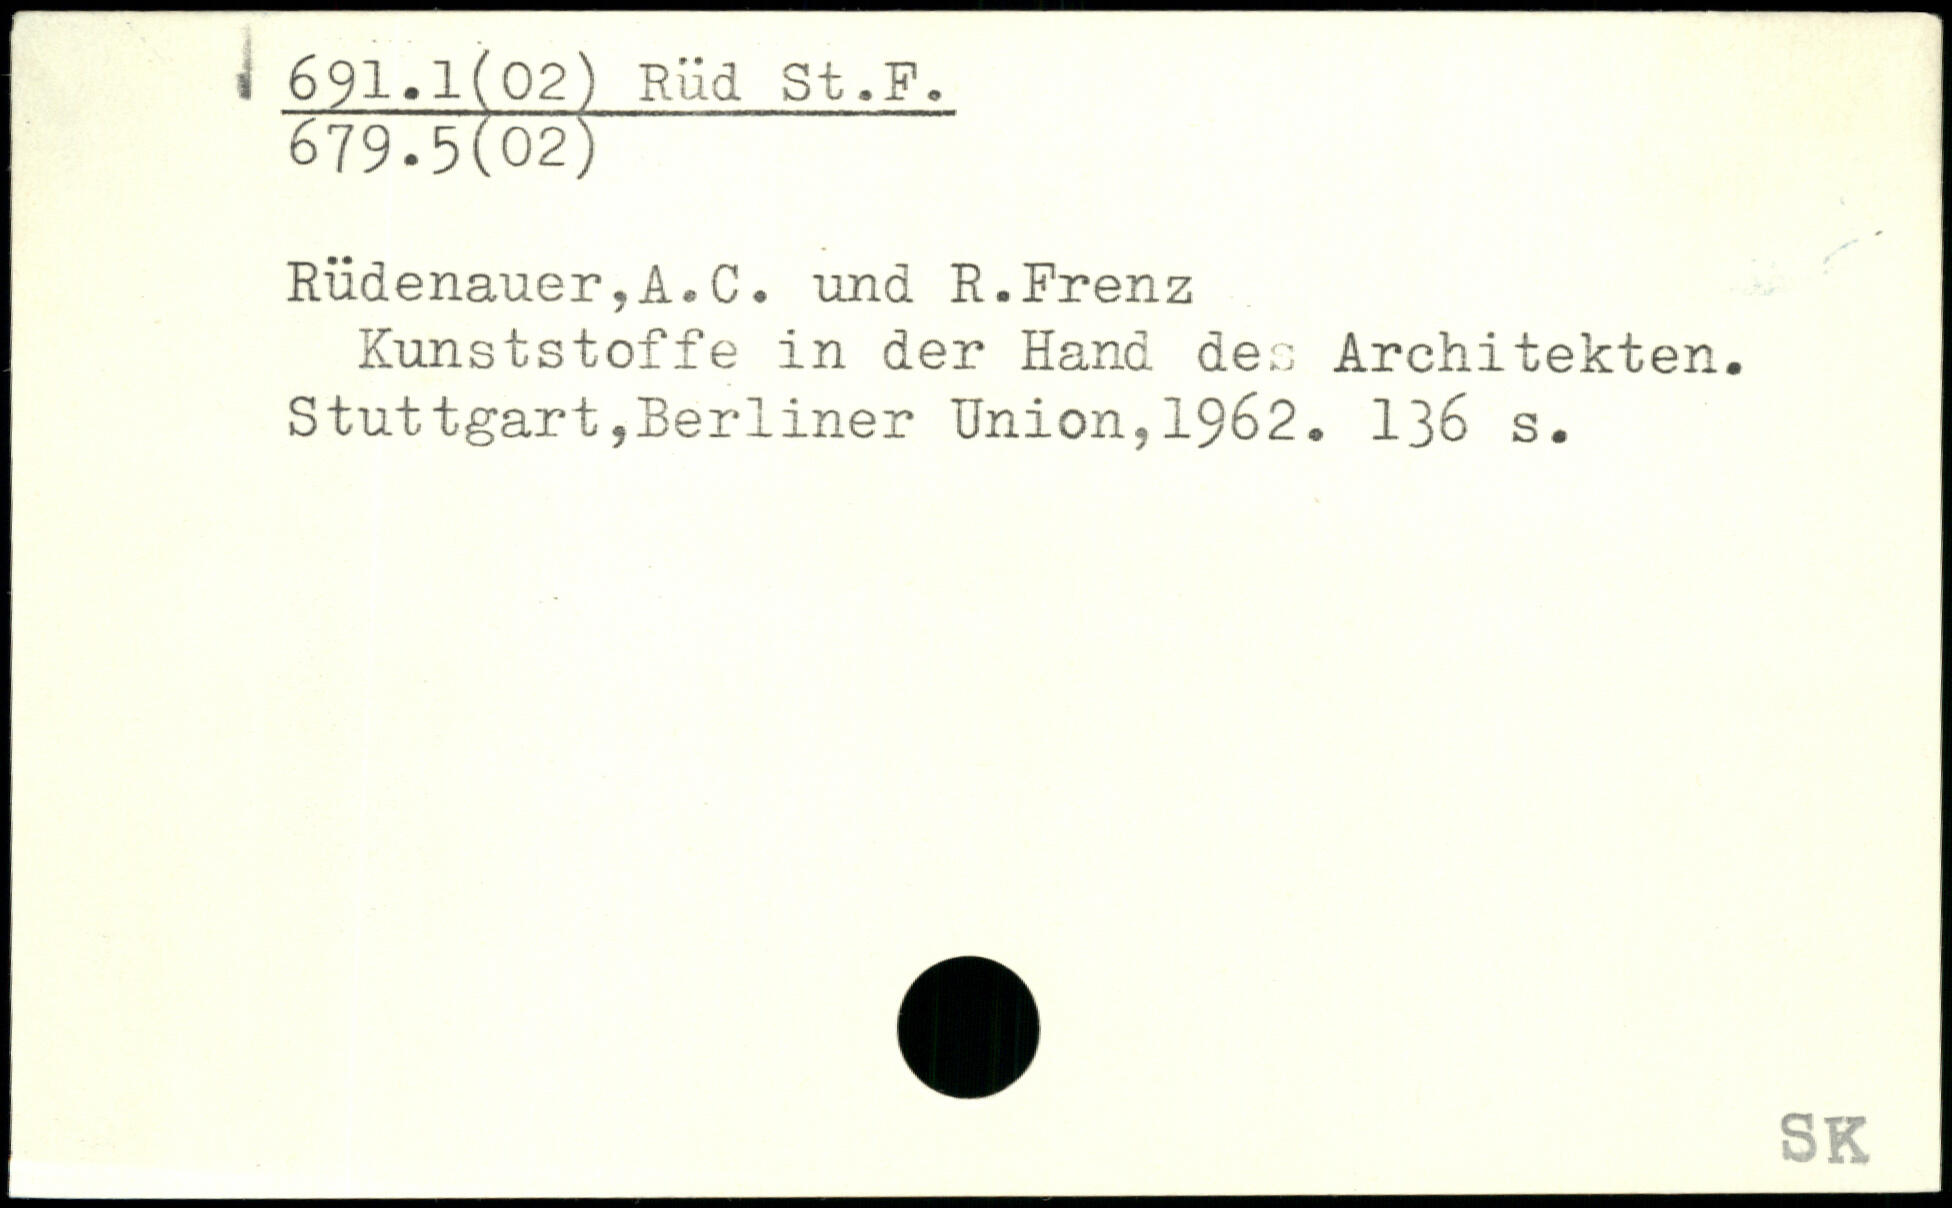 691.1(02) Rüd St.F.
679.5(02)
Rüdenauer,A.C. und R.Frenz
Kunststoffe in der Hand des Architekten.
Stuttgart,Berliner Union,1962. 136 s.
SK